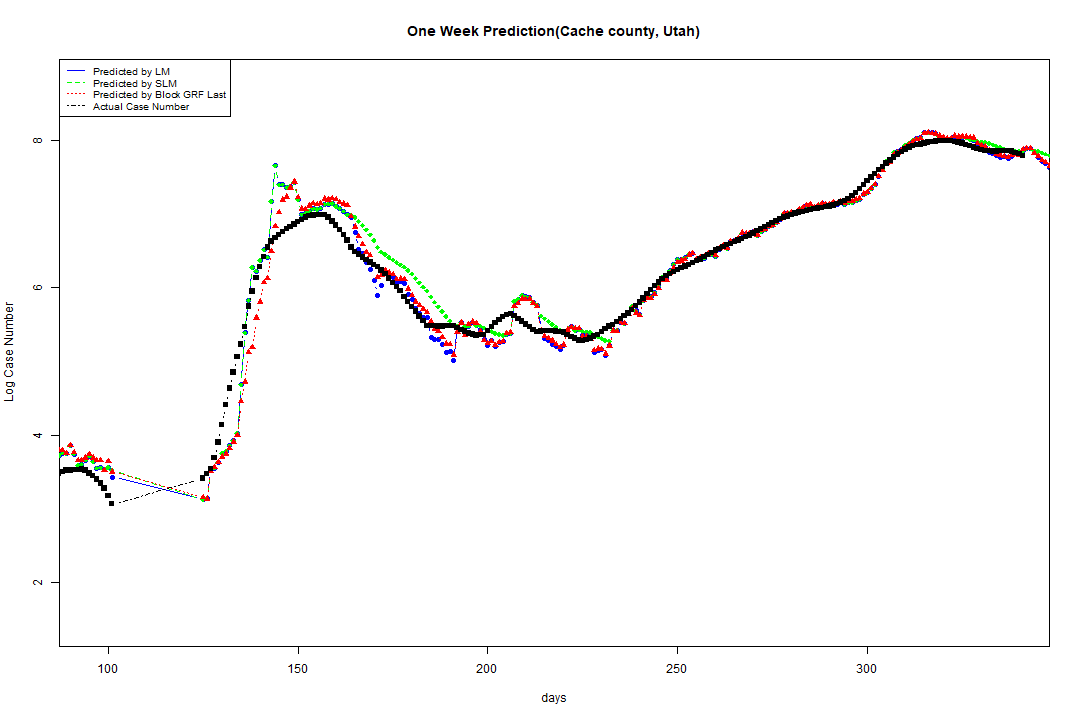 One Week Prediction(Cache county, Utah)
Predicted by LM
Predicted by SLM
Predicted by Block GRF Last
Actual Case Number
8
6
4
2
Log Case Number
100 150 200 250 300
days